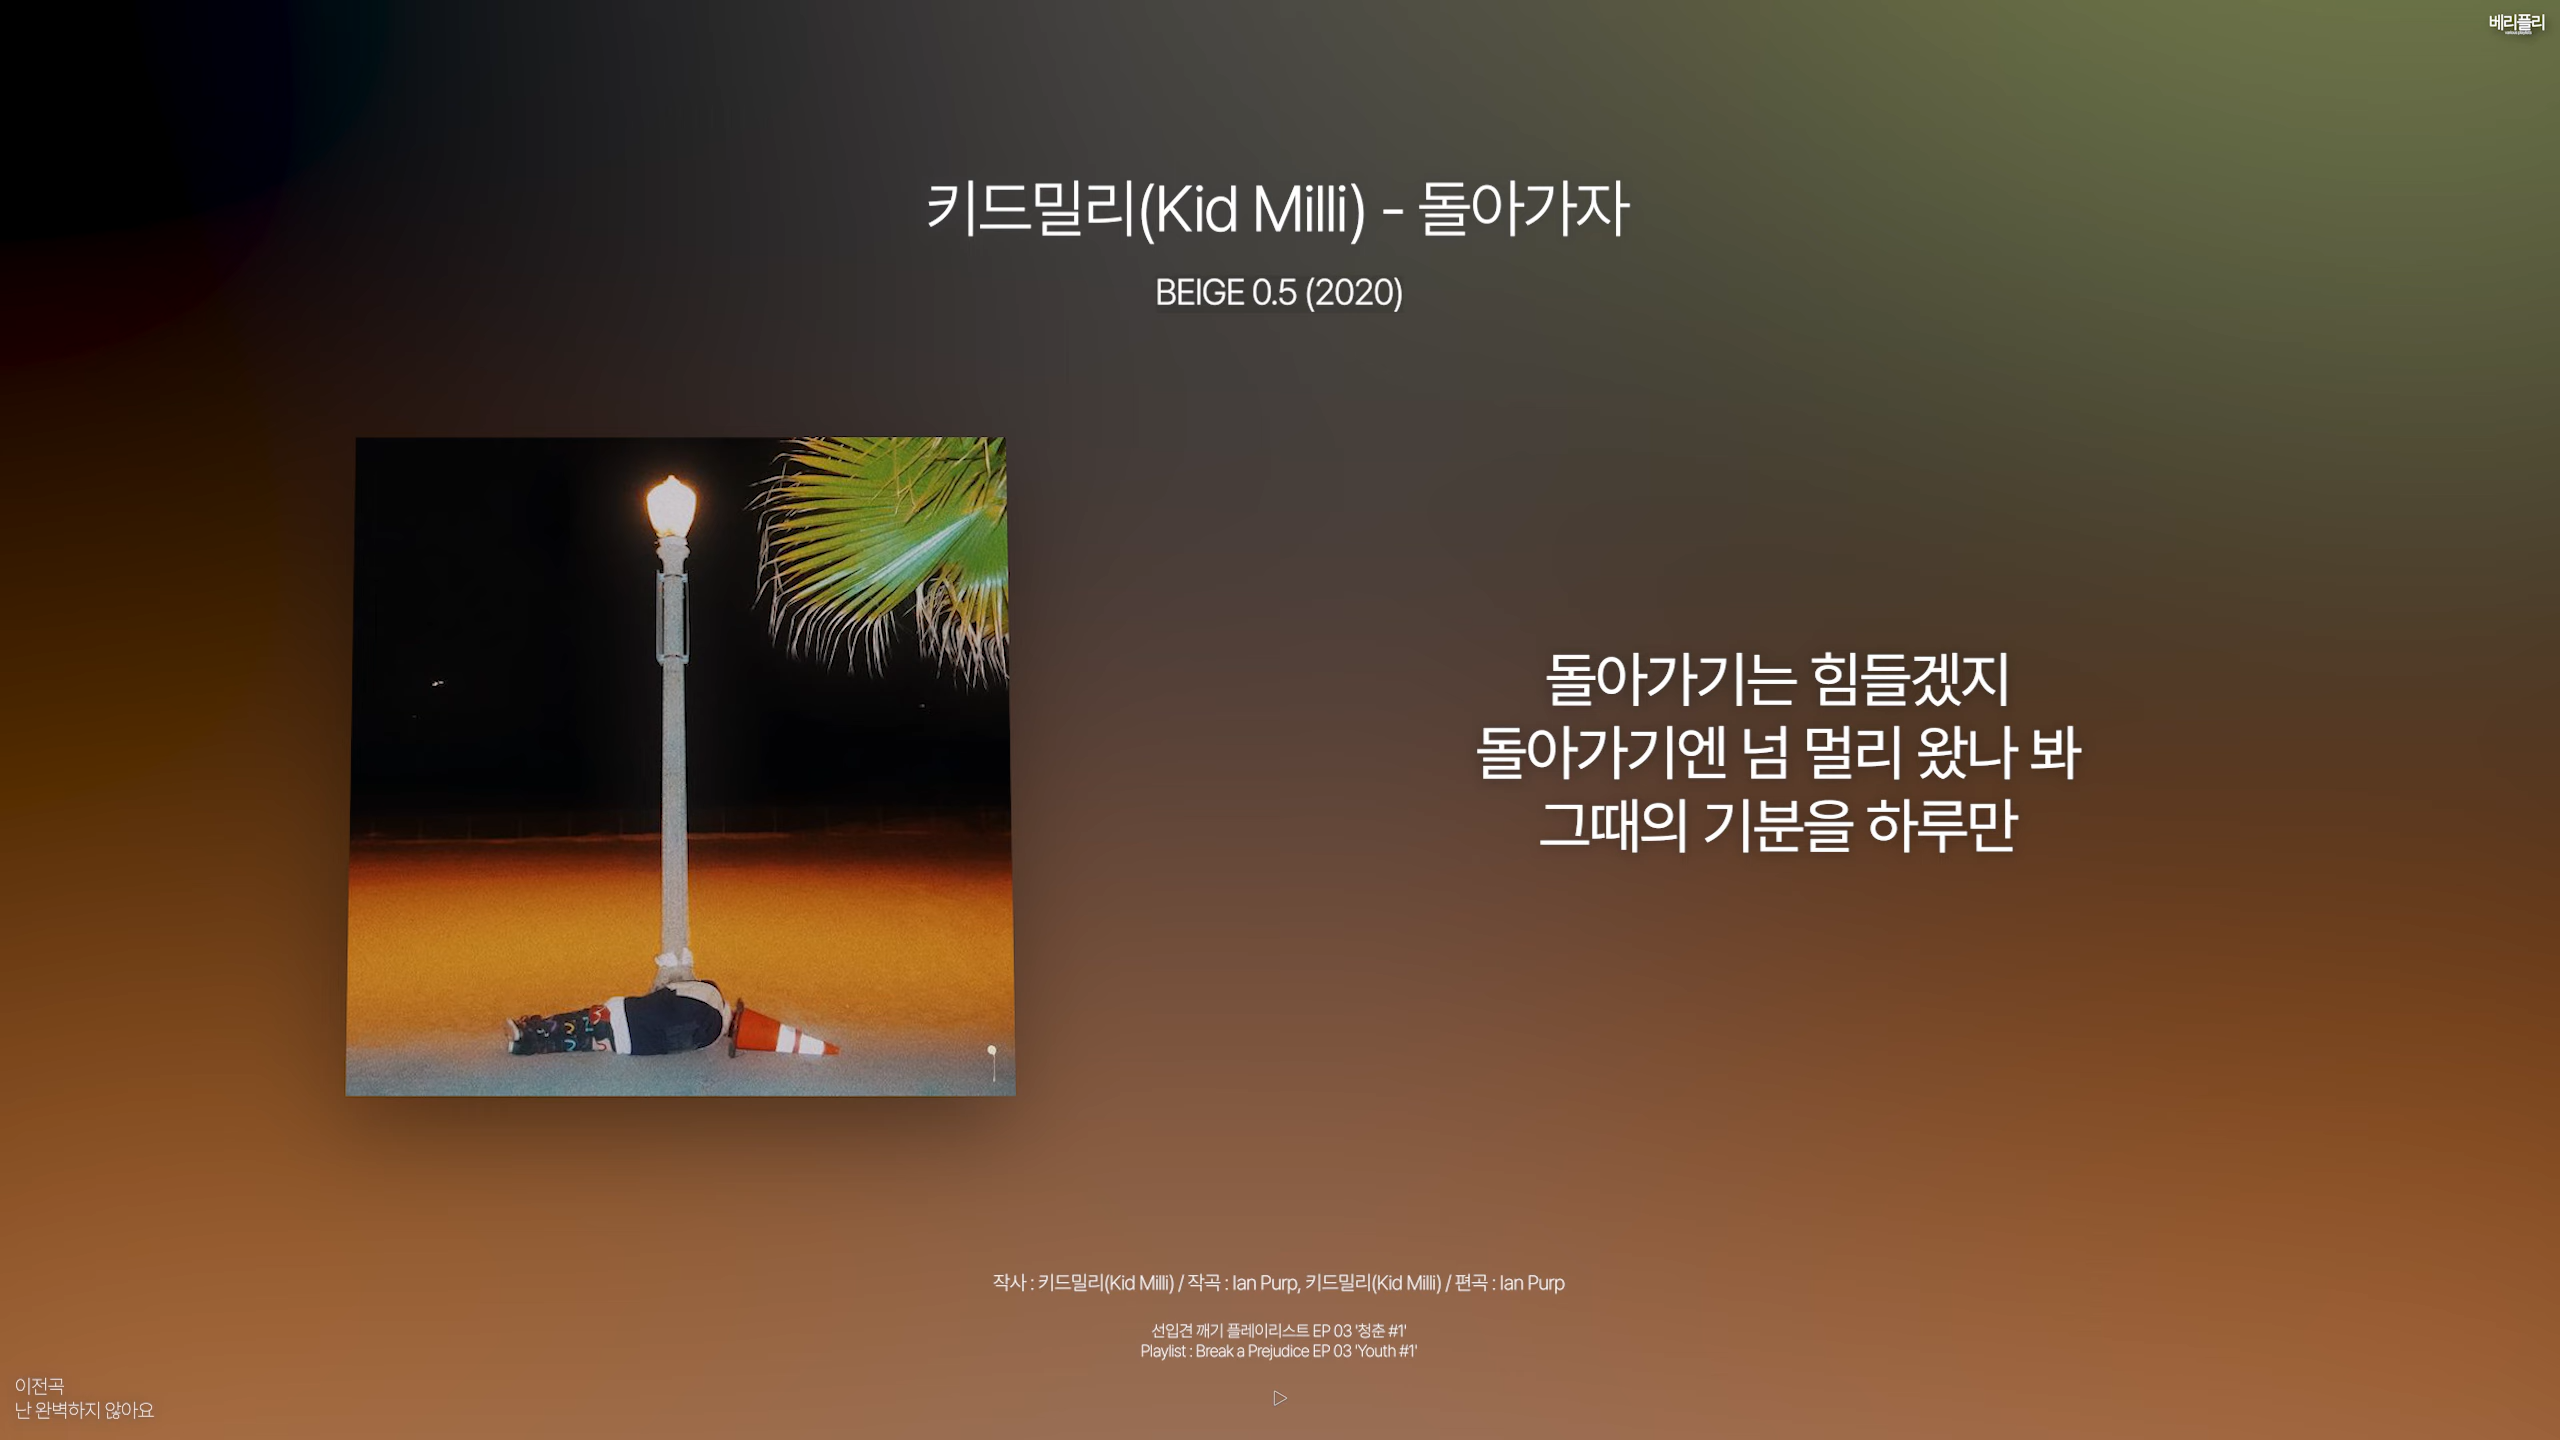 베리플리
키드밀리(Kid Milli) - 돌아가자
BEIGE 0.5 (2020)
돌아가기는 힘들겠지
돌아가기엔 넘 멀리 왔나 봐
그때의 기분을 하루만
작사 : 키드밀리(Kid Milli) / 작곡 : Ian Purp, 키드밀리(Kid Milli) / 편곡 : Ian Purp
선입견 깨기 플레이리스트 EP 03 '청춘 #1'
Playlist : Break a Prejudice EP 03 'Youth #1'
이전곡
난 완벽하지 않아요